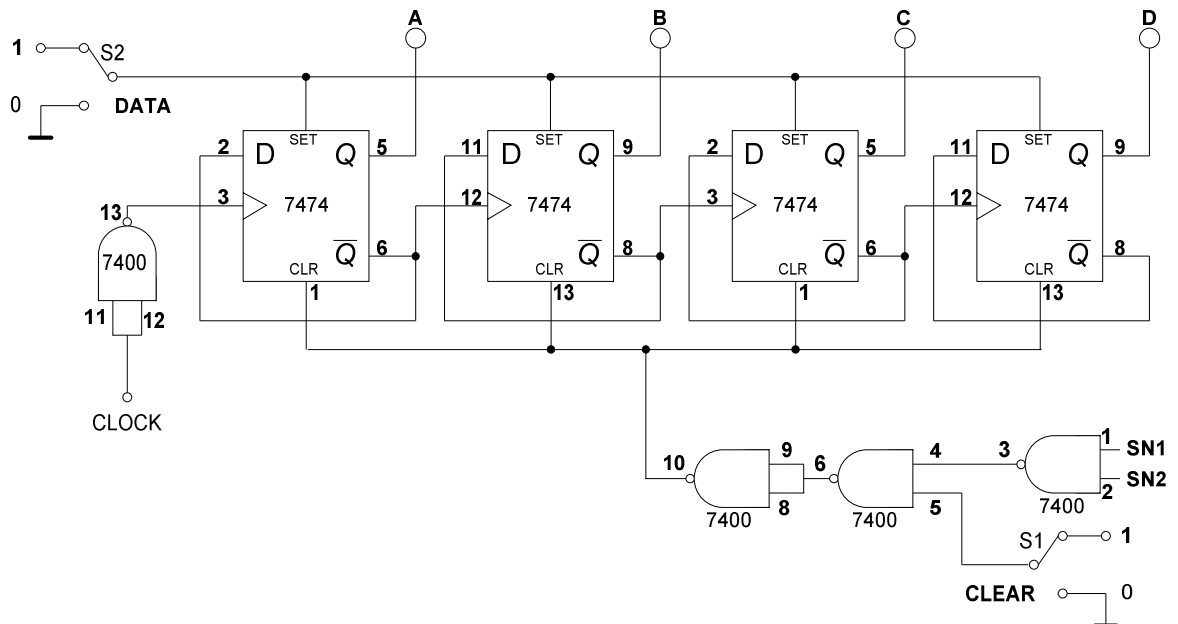 A B C D
1 S2
0 DATA
SET SET SET SET
2 D Q 5 11 D Q 9 2 D Q 5 11 D Q 9
3 7474 12 7474 3 7474 12 7474
13
7400
Q 6 Q 8 Q 6 Q 8
CLR CLR CLR CLR
1 13 1 13
11 12
CLOCK
10 9 6 4 3 1 SN1
8 5 2 SN2
7400 7400 7400
S1 1
CLEAR 0